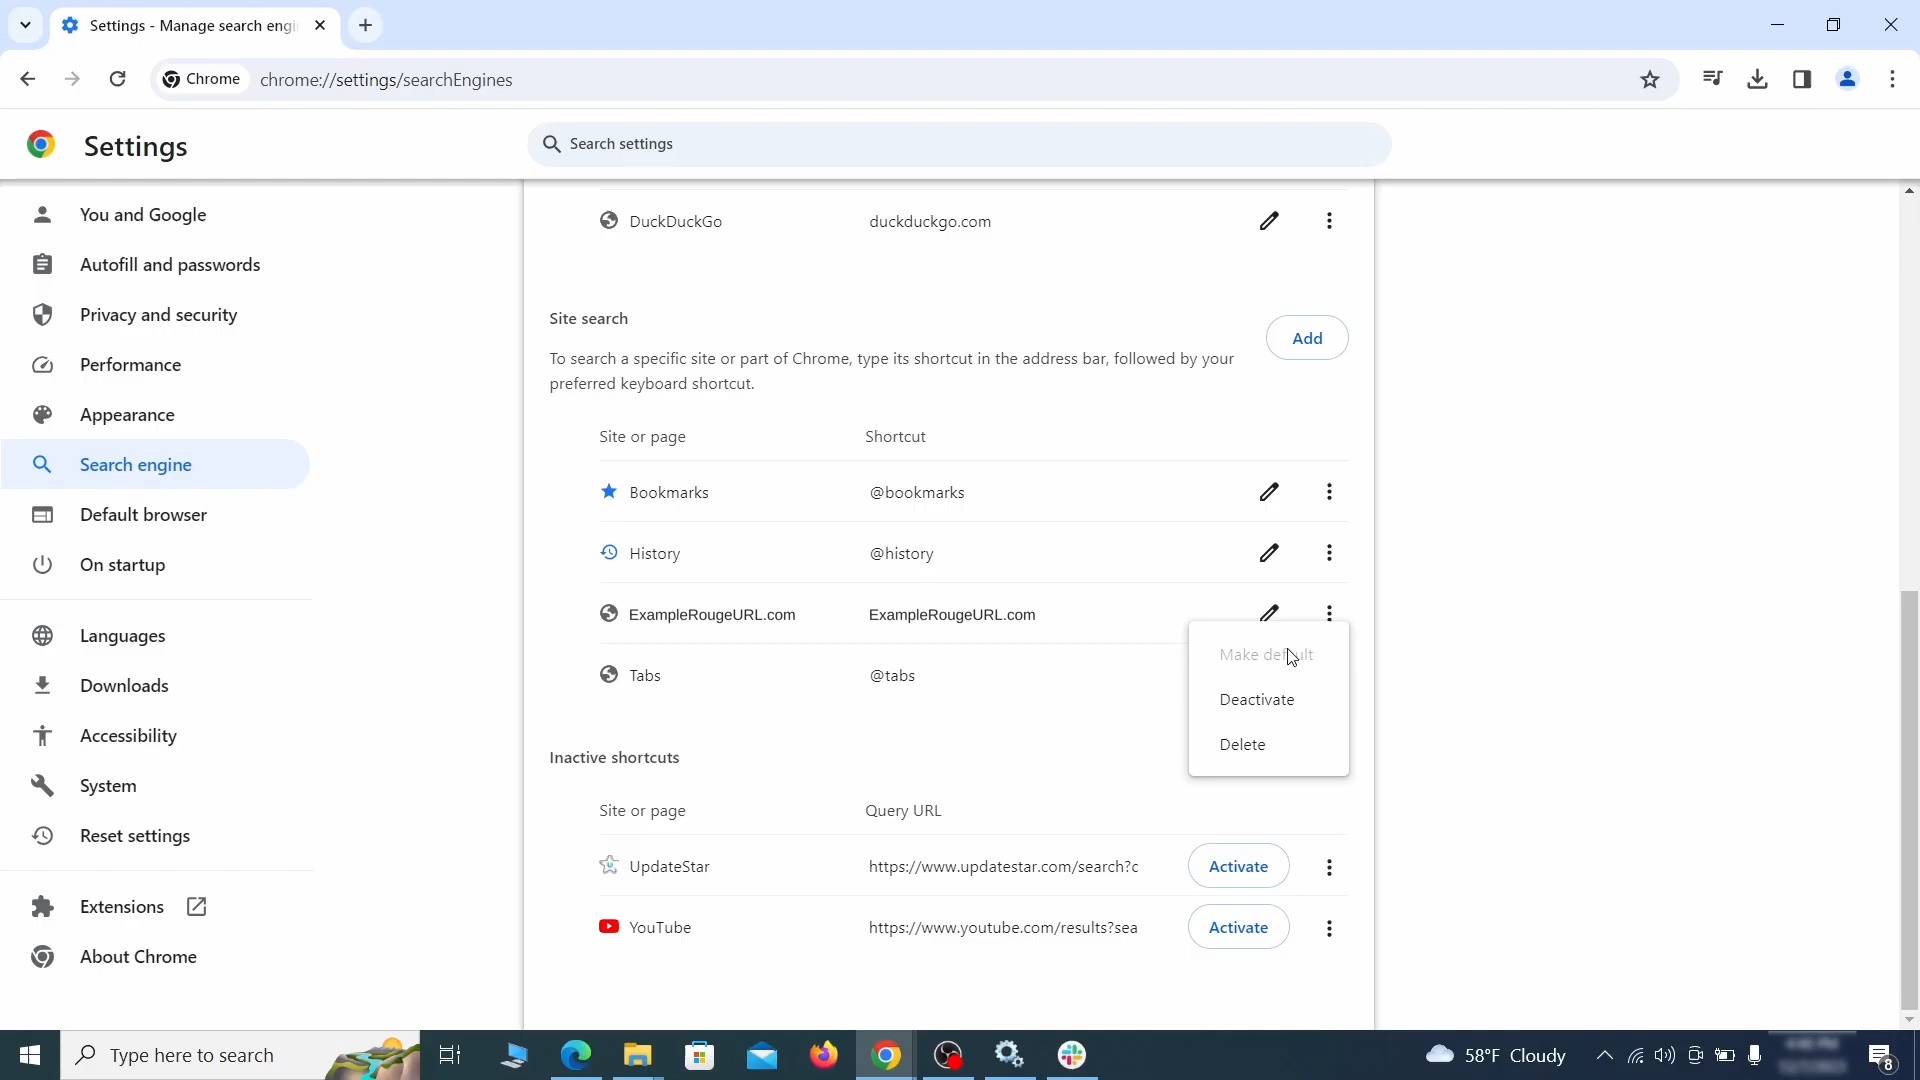 Settings - Manage search engi
Chrome
chrome://settings/searchEngines
Settings
Search settings
You and Google
Autofill and passwords
Privacy and security
Performance
Appearance
Search engine
Default browser
On startup
Languages
Downloads
Accessibility
System
Reset settings
Extensions
About Chrome
DuckDuckGo duckduckgo.com
Site search
Add
To search a specific site or part of Chrome, type its shortcut in the address bar, followed by your
preferred keyboard shortcut.
Site or page Shortcut
Bookmarks @bookmarks
History @history
ExampleRougeURL.com ExampleRougeURL.com
Tabs @tabs
Make default
Deactivate
Delete
Inactive shortcuts
Site or page Query URL
UpdateStar https://www.updatestar.com/search?c Activate
YouTube https://www.youtube.com/results?sea Activate
Type here to search
58°F Cloudy
8